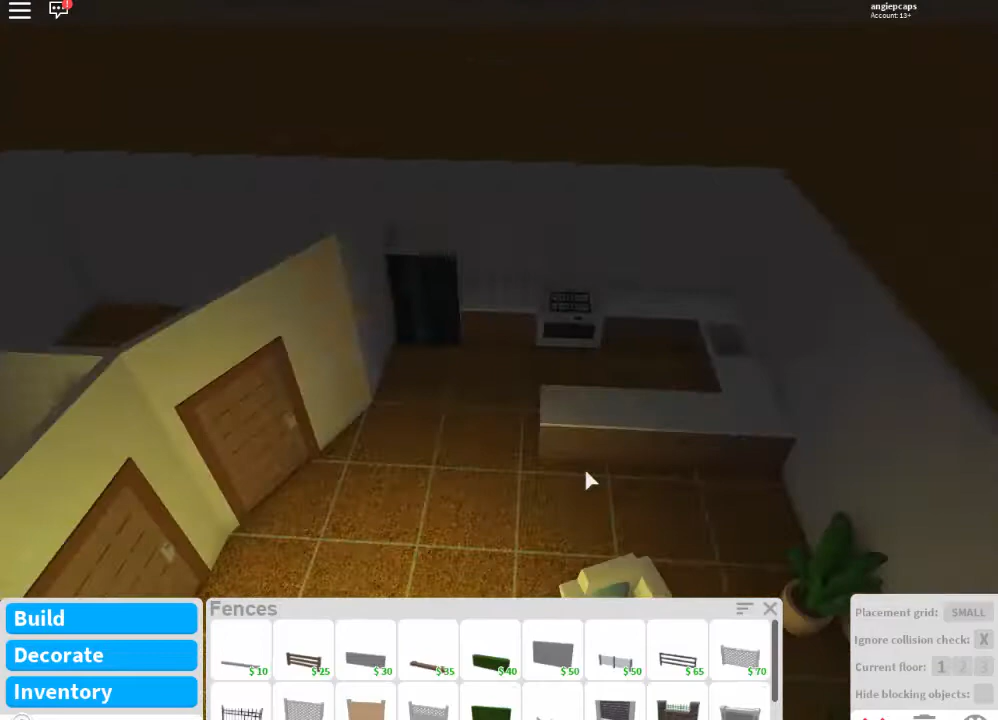 angiepcaps
Account: 13+
Build
Decorate
Inventory
Fences
$ 10
$ 25
$ 30
$ 35
$ 40
$ 50
$ 50
$ 65
$ 70
Placement grid: SMALL
Ignore collision check: X
Current floor: 1 2 3
Hide blocking objects: